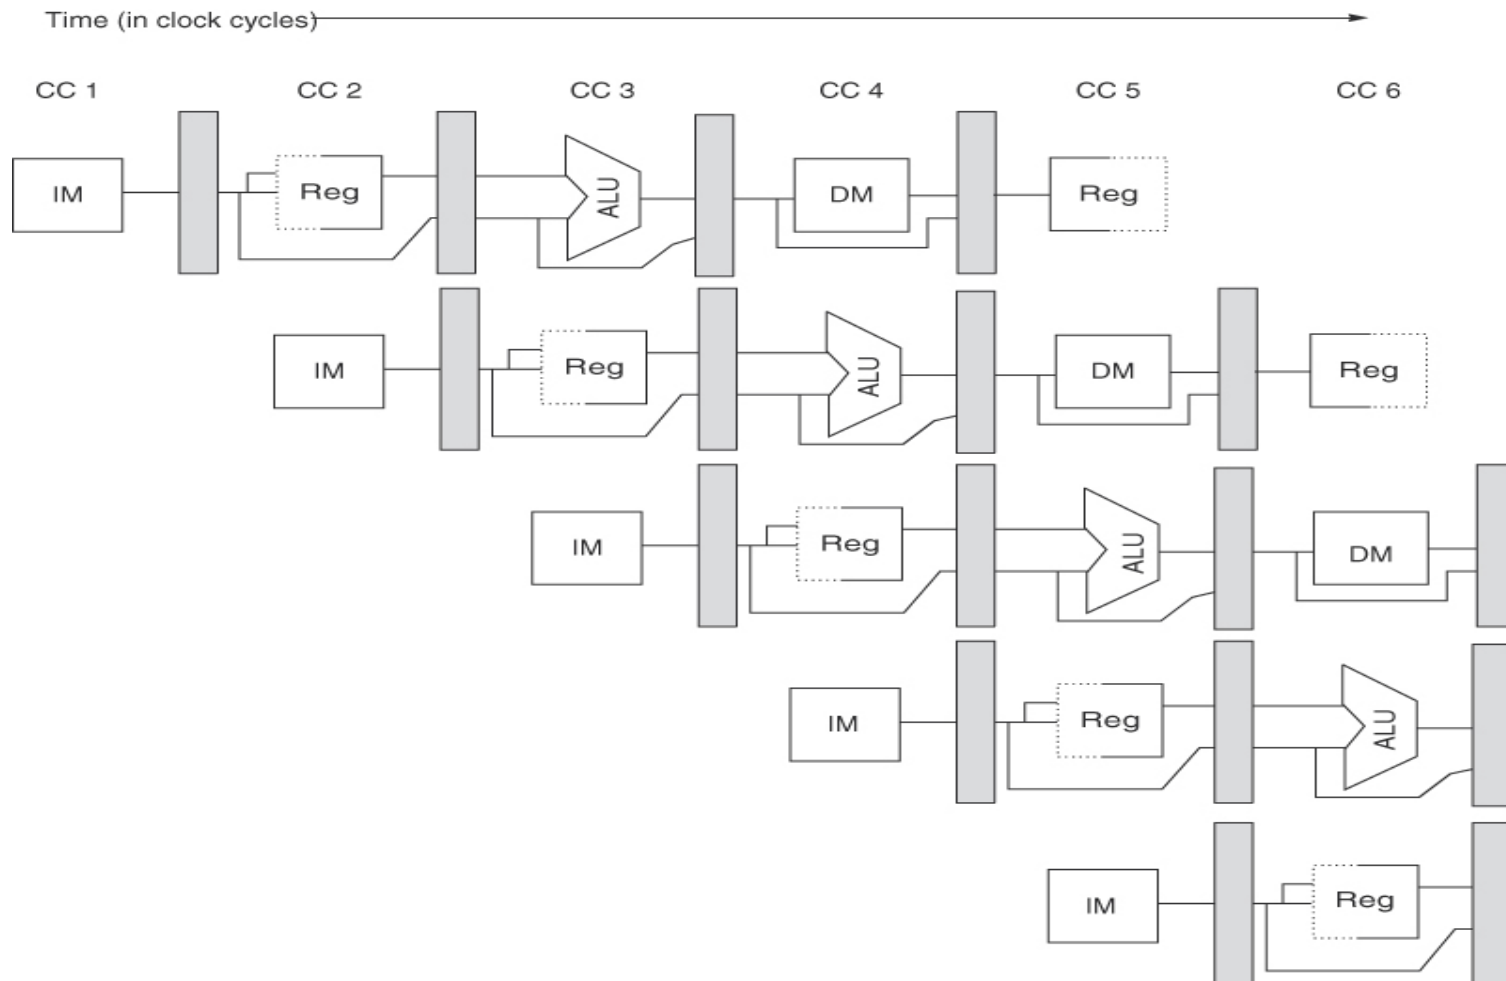 Time (in clock cycles)
CC 1 CC 2 CC 3 CC 4 CC 5 CC 6
IM Reg ALU DM Reg
IM Reg ALU DM Reg
IM Reg ALU DM
IM Reg ALU
IM Reg